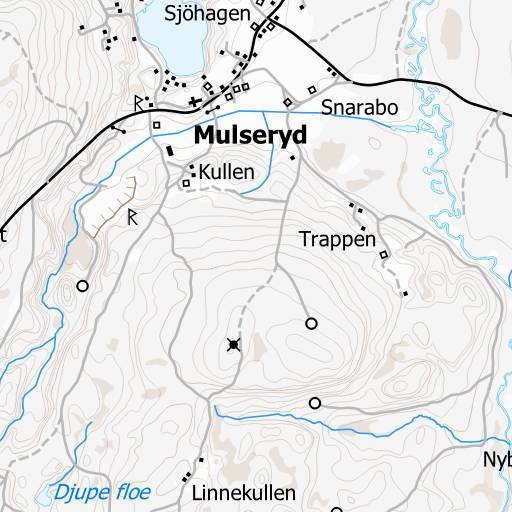 Sjöhagen
Snarabo
Mulseryd
Kullen
t
Trappen
Nyb
Djupe floe
Linnekullen